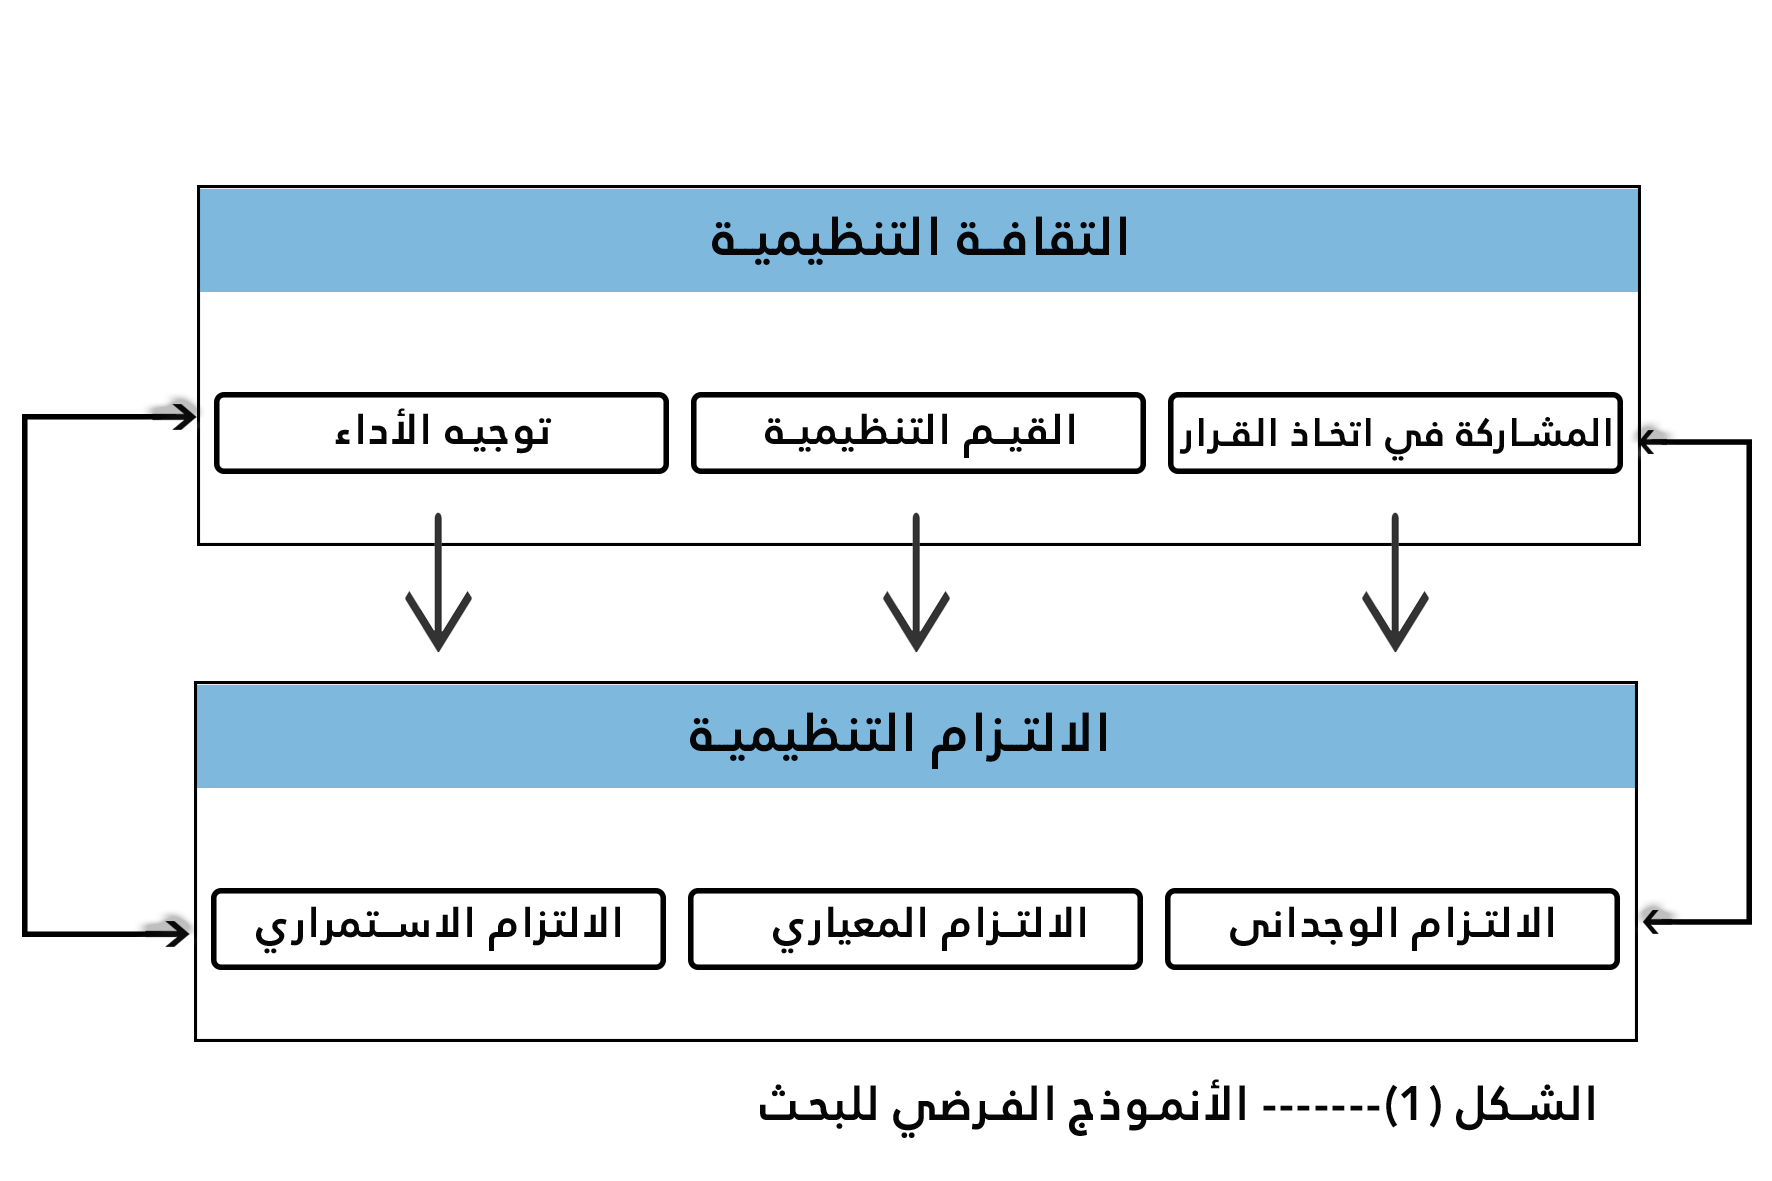 التقافة التنظيمية
المشاركة في اتخاذ القرار
القيم التنظيمية
توجيه الأداء
الالتزام التنظيمية
الالتزام الوجدانى
الالتزام المعياري
الالتزام الاستمراري
الشكل (1)------- الأنموذج الفرضي للبحث